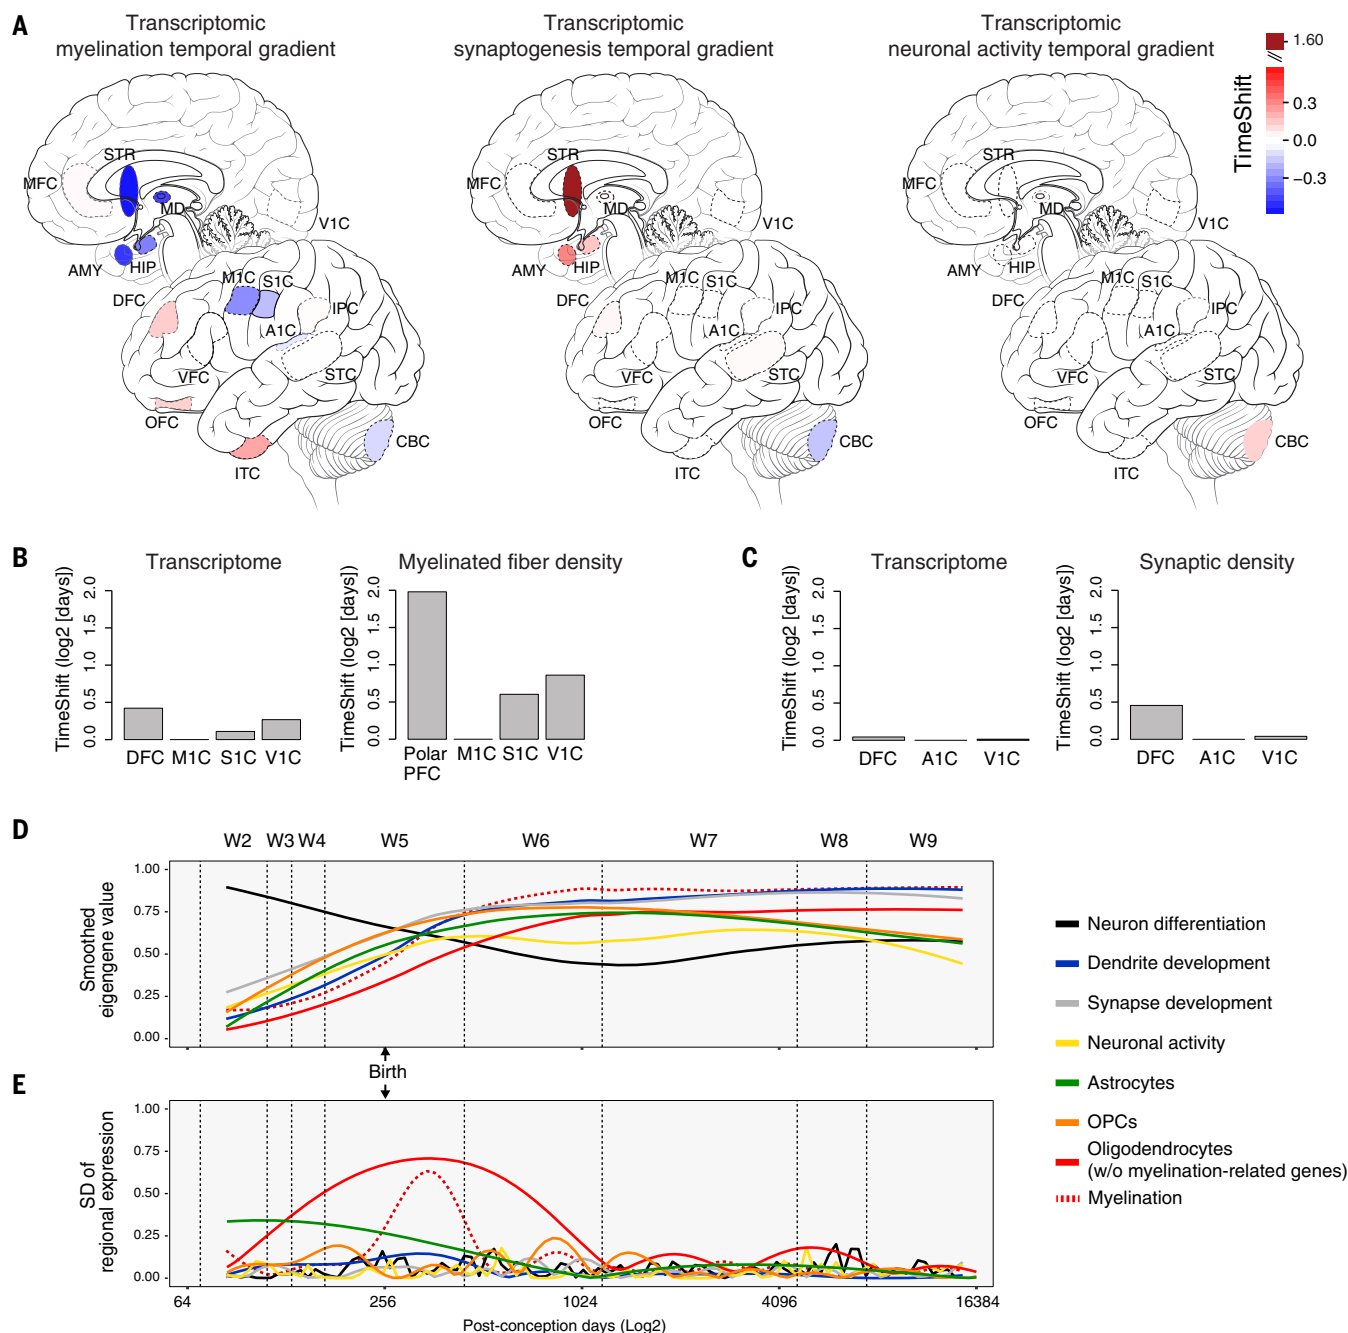 A
Transcriptomic
myelination temporal gradient
Transcriptomic
synaptogenesis temporal gradient
Transcriptomic
neuronal activity temporal gradient
TimeShift
1.60
0.3
0.0
−0.3
STR
MFC
MD
V1C
AMY
HIP
DFC
M1C
S1C
IPC
A1C
VFC
STC
OFC
CBC
ITC
STR
MFC
MD
V1C
AMY
HIP
DFC
M1C
S1C
IPC
A1C
VFC
STC
OFC
CBC
ITC
STR
MFC
MD
V1C
AMY
HIP
DFC
M1C
S1C
IPC
A1C
VFC
STC
OFC
CBC
ITC
B
Transcriptome
TimeShift (log2 [days])
2.0
1.5
1.0
0.5
0.0
DFC M1C S1C V1C
Myelinated fiber density
TimeShift (log2 [days])
2.0
1.5
1.0
0.5
0.0
Polar PFC M1C S1C V1C
C
Transcriptome
TimeShift (log2 [days])
2.0
1.5
1.0
0.5
0.0
DFC A1C V1C
Synaptic density
TimeShift (log2 [days])
2.0
1.5
1.0
0.5
0.0
DFC A1C V1C
D
W2 W3 W4 W5 W6 W7 W8 W9
Smoothed
eigengene value
1.00
0.75
0.50
0.25
0.00
Birth
E
SD of
regional expression
1.00
0.75
0.50
0.25
0.00
64 256 1024 4096 16384
Post-conception days (Log2)
Neuron differentiation
Dendrite development
Synapse development
Neuronal activity
Astrocytes
OPCs
Oligodendrocytes
(w/o myelination-related genes)
Myelination